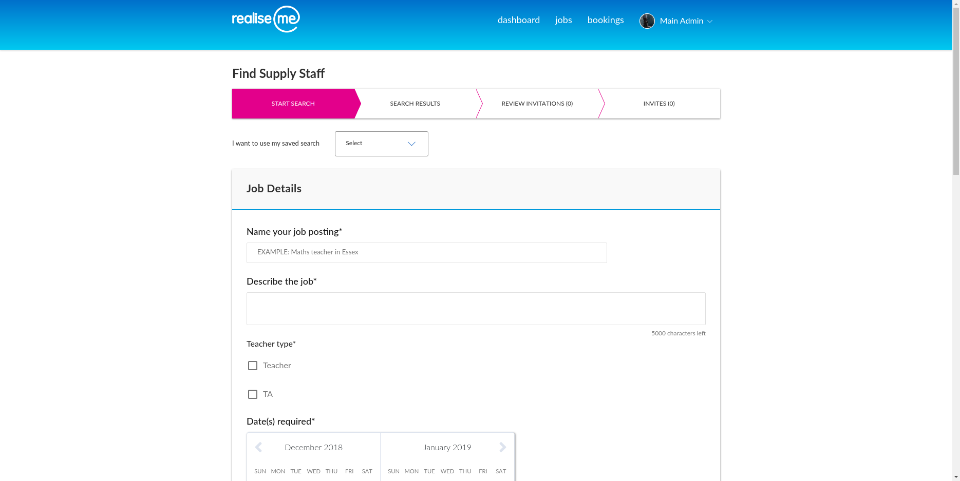 realise me
dashboard jobs bookings Main Admin
Find Supply Staff
START SEARCH SEARCH RESULTS REVIEW INVITATIONS (0) INVITES (0)
I want to use my saved search Select
Job Details
Name your job posting*
EXAMPLE: Maths teacher in Essex
Describe the job*
5000 characters left
Teacher type*
Teacher
TA
Date(s) required*
December 2018 January 2019
SUN MON TUE WED THU FRI SAT SUN MON TUE WED THU FRI SAT